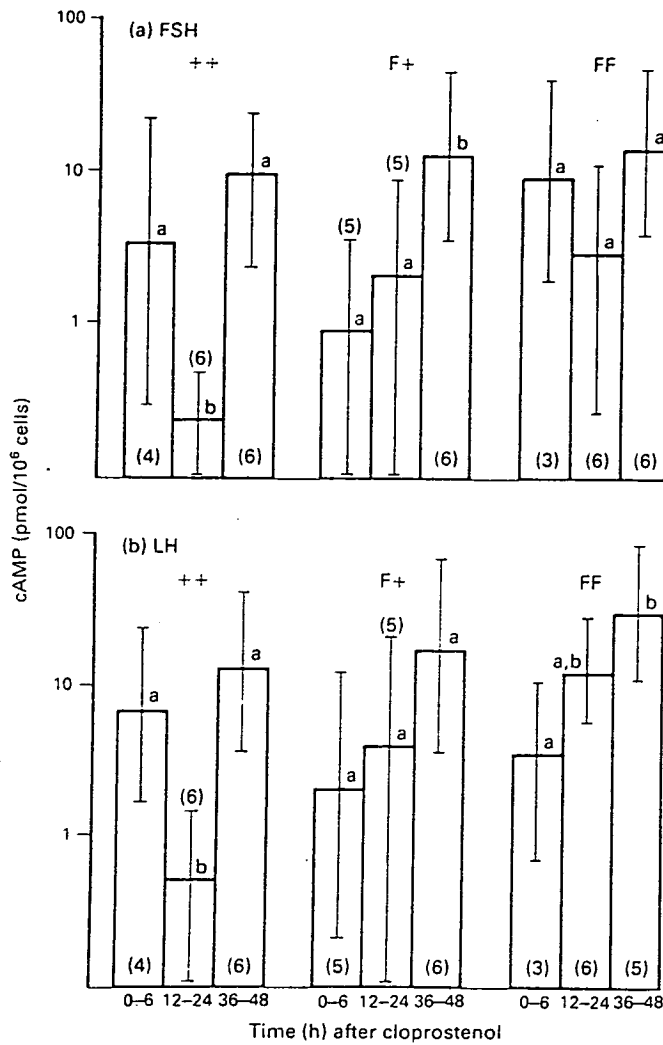 100
(a) FSH
++ F+ FF
10
1
(5) (5)
(6)
a b a
a a b
a a a
(4) (6) (6) (3) (6) (6)
cAMP (pmol/10⁶ cells)
100
(b) LH
++ F+ FF
10
1
(6) (5)
a b a
a a a
a a,b b
(4) (6) (5) (6) (3) (6) (5)
0–6 12–24 36–48 0–6 12–24 36–48 0–6 12–24 36–48
Time (h) after cloprostenol